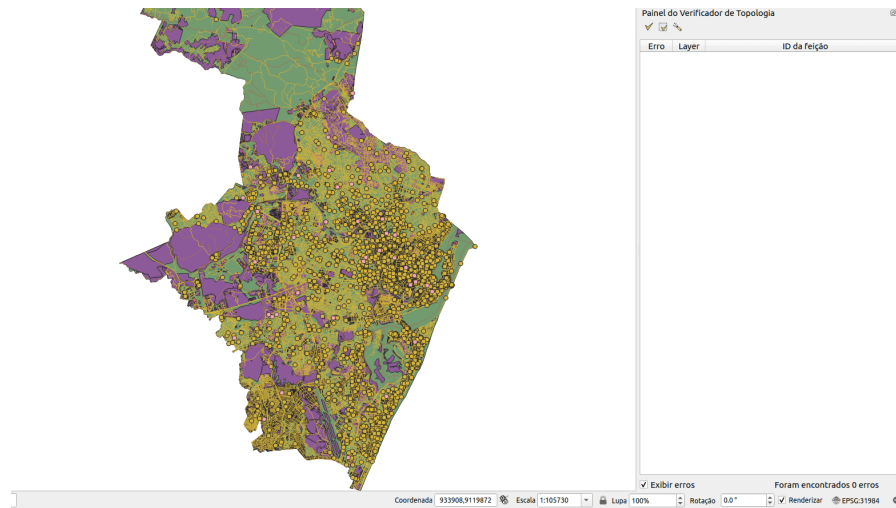 Painel do Verificador de Topologia
Erro Layer ID da feição
Exibir erros Foram encontrados 0 erros
Coordenada 933908,9119872 Escala 1:105730 Lupa 100% Rotação 0.0 ° Renderizar EPSG:31984